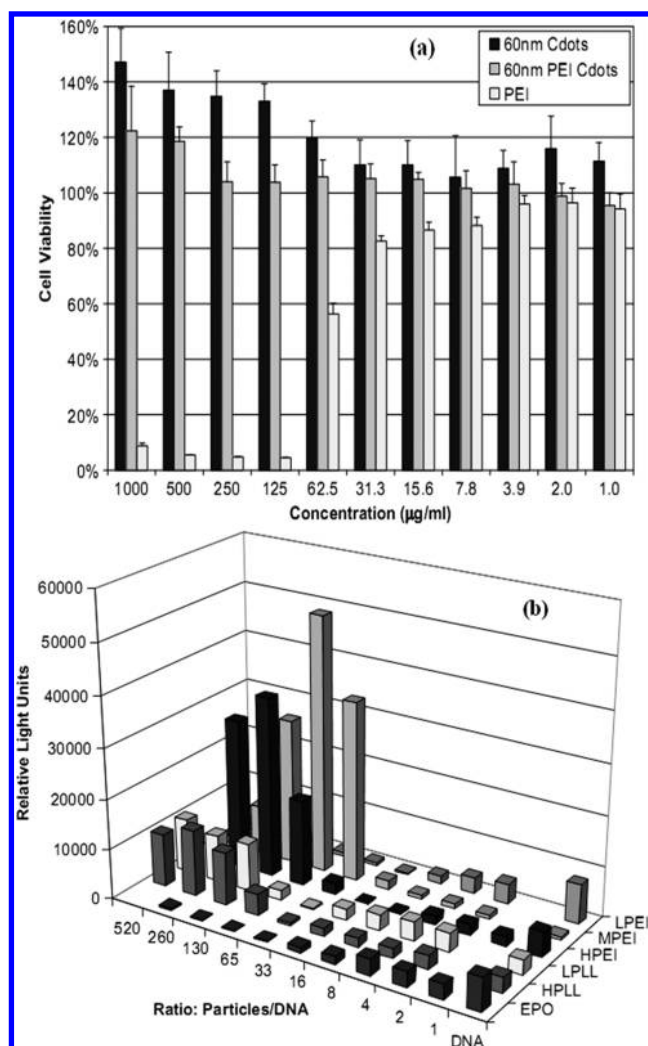 160%
(a)
60nm Cdots
140%
60nm PEI Cdots
PEI
120%
100%
Cell Viability
80%
60%
40%
20%
0%
1000 500 250 125 62.5 31.3 15.6 7.8 3.9 2.0 1.0
Concentration (μg/ml)
60000
(b)
50000
40000
Relative Light Units
30000
20000
10000
0
520
260
130
65
33
16
8
4
2
1
DNA
Ratio: Particles/DNA
LPEI
MPEI
HPEI
LPLL
HPLL
EPO